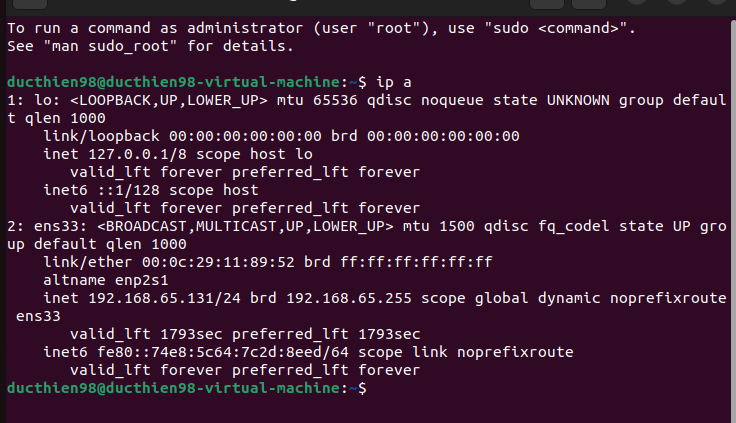 To run a command as administrator (user "root"), use "sudo <command>".
See "man sudo_root" for details.
ducthien98@ducthien98-virtual-machine:~$ ip a
1: lo: <LOOPBACK,UP,LOWER_UP> mtu 65536 qdisc noqueue state UNKNOWN group defaul
t qlen 1000
    link/loopback 00:00:00:00:00:00 brd 00:00:00:00:00:00
    inet 127.0.0.1/8 scope host lo
       valid_lft forever preferred_lft forever
    inet6 ::1/128 scope host
       valid_lft forever preferred_lft forever
2: ens33: <BROADCAST,MULTICAST,UP,LOWER_UP> mtu 1500 qdisc fq_codel state UP gro
up default qlen 1000
    link/ether 00:0c:29:11:89:52 brd ff:ff:ff:ff:ff:ff
    altname enp2s1
    inet 192.168.65.131/24 brd 192.168.65.255 scope global dynamic noprefixroute
 ens33
       valid_lft 1793sec preferred_lft 1793sec
    inet6 fe80::74e8:5c64:7c2d:8eed/64 scope link noprefixroute
       valid_lft forever preferred_lft forever
ducthien98@ducthien98-virtual-machine:~$